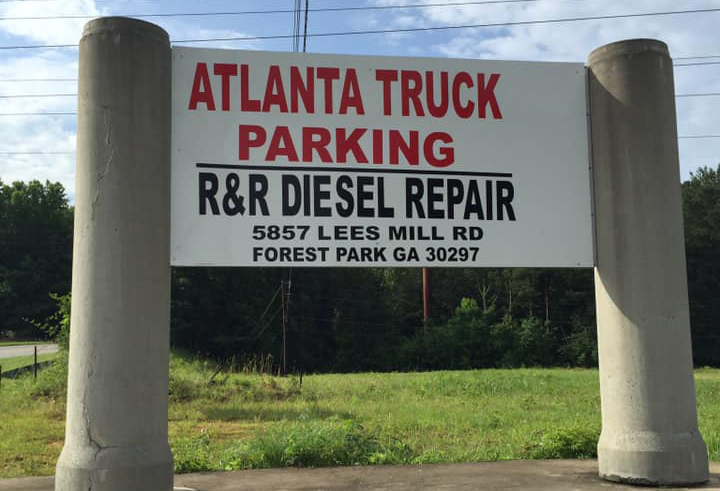 ATLANTA TRUCK
PARKING
R&R DIESEL REPAIR
5857 LEES MILL RD
FOREST PARK GA 30297